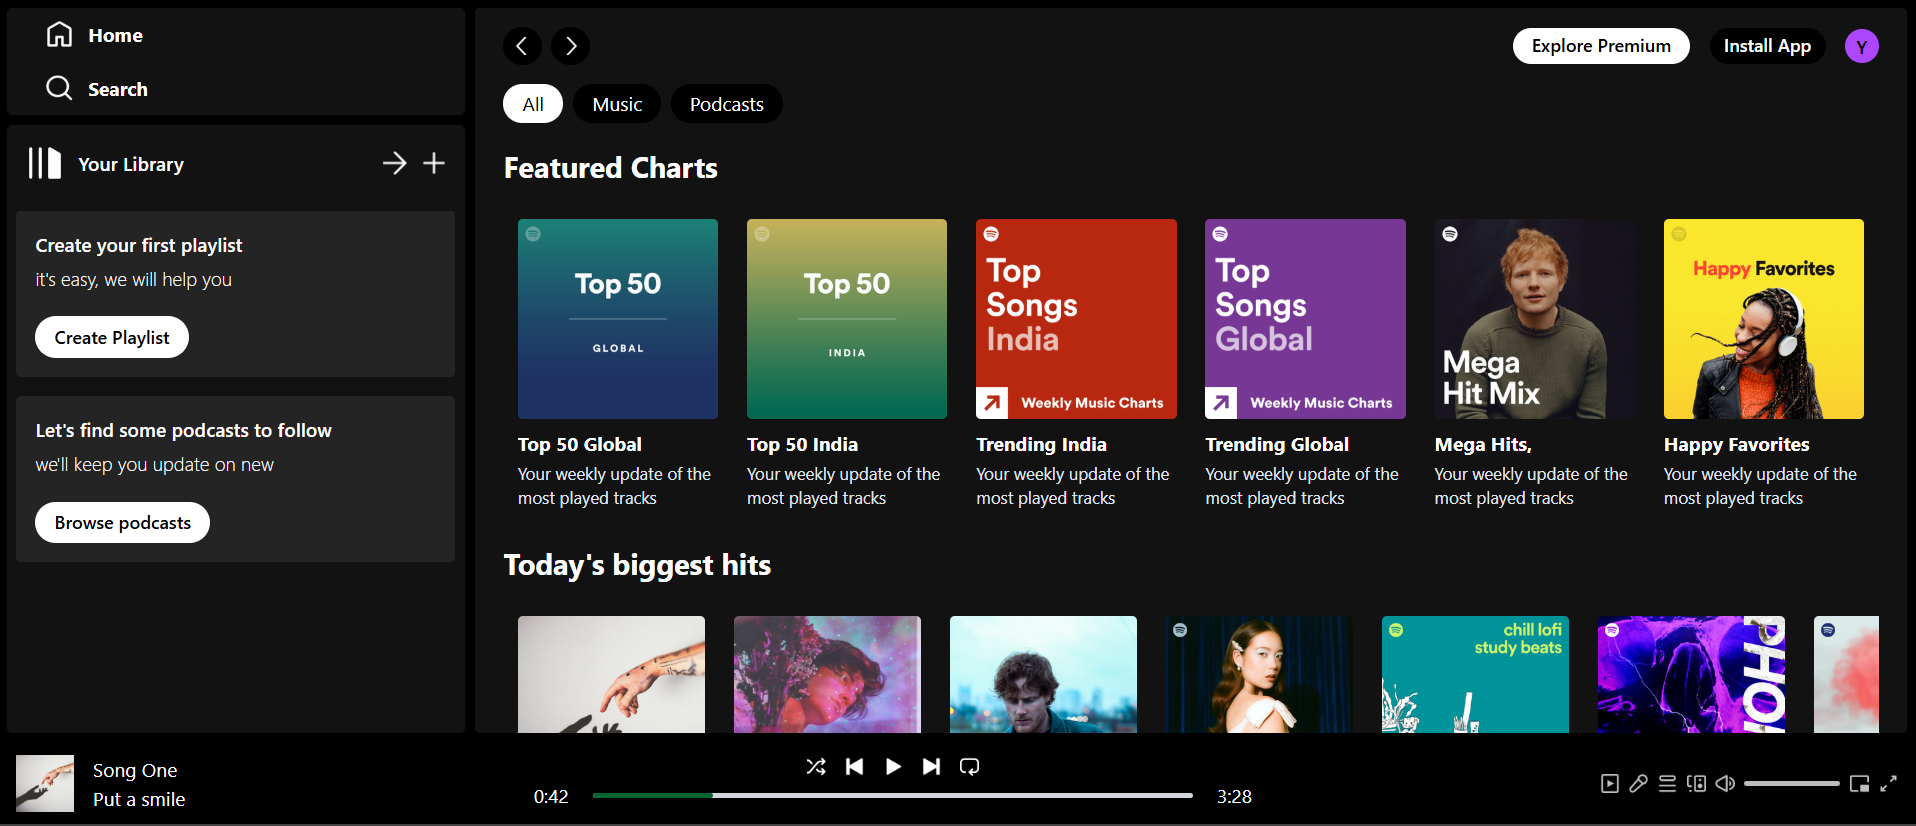 Home
Search
Your Library
Create your first playlist
it's easy, we will help you
Create Playlist
Let's find some podcasts to follow
we'll keep you update on new
Browse podcasts
Explore Premium
Install App
Y
All
Music
Podcasts
Featured Charts
Top 50
GLOBAL
Top 50 Global
Your weekly update of the
most played tracks
Top 50
INDIA
Top 50 India
Your weekly update of the
most played tracks
Top
Songs
India
Weekly Music Charts
Trending India
Your weekly update of the
most played tracks
Top
Songs
Global
Weekly Music Charts
Trending Global
Your weekly update of the
most played tracks
Mega
Hit Mix
Mega Hits,
Your weekly update of the
most played tracks
Happy Favorites
Happy Favorites
Your weekly update of the
most played tracks
Today's biggest hits
chill lofi
study beats
PHON
Song One
Put a smile
0:42
3:28